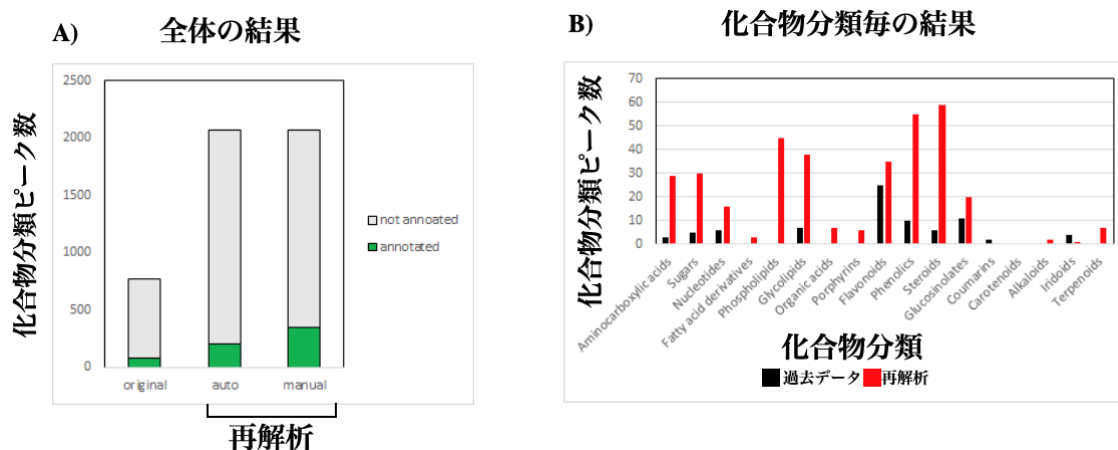 A)
全体の結果
化合物分類ピーク数
2500
2000
1500
1000
500
0
not annoated
annotated
original
auto
manual
再解析
B)
化合物分類毎の結果
化合物分類ピーク数
70
60
50
40
30
20
10
0
Aminocarboxylic acids
Sugars
Nucleotides
Fatty acid derivatives
Phospholipids
Glycolipids
Organic acids
Porphyrins
Flavonoids
Phenolics
Steroids
Glucosinolates
Coumarins
Carotenoids
Alkaloids
Iridoids
Terpenoids
化合物分類
過去データ
再解析